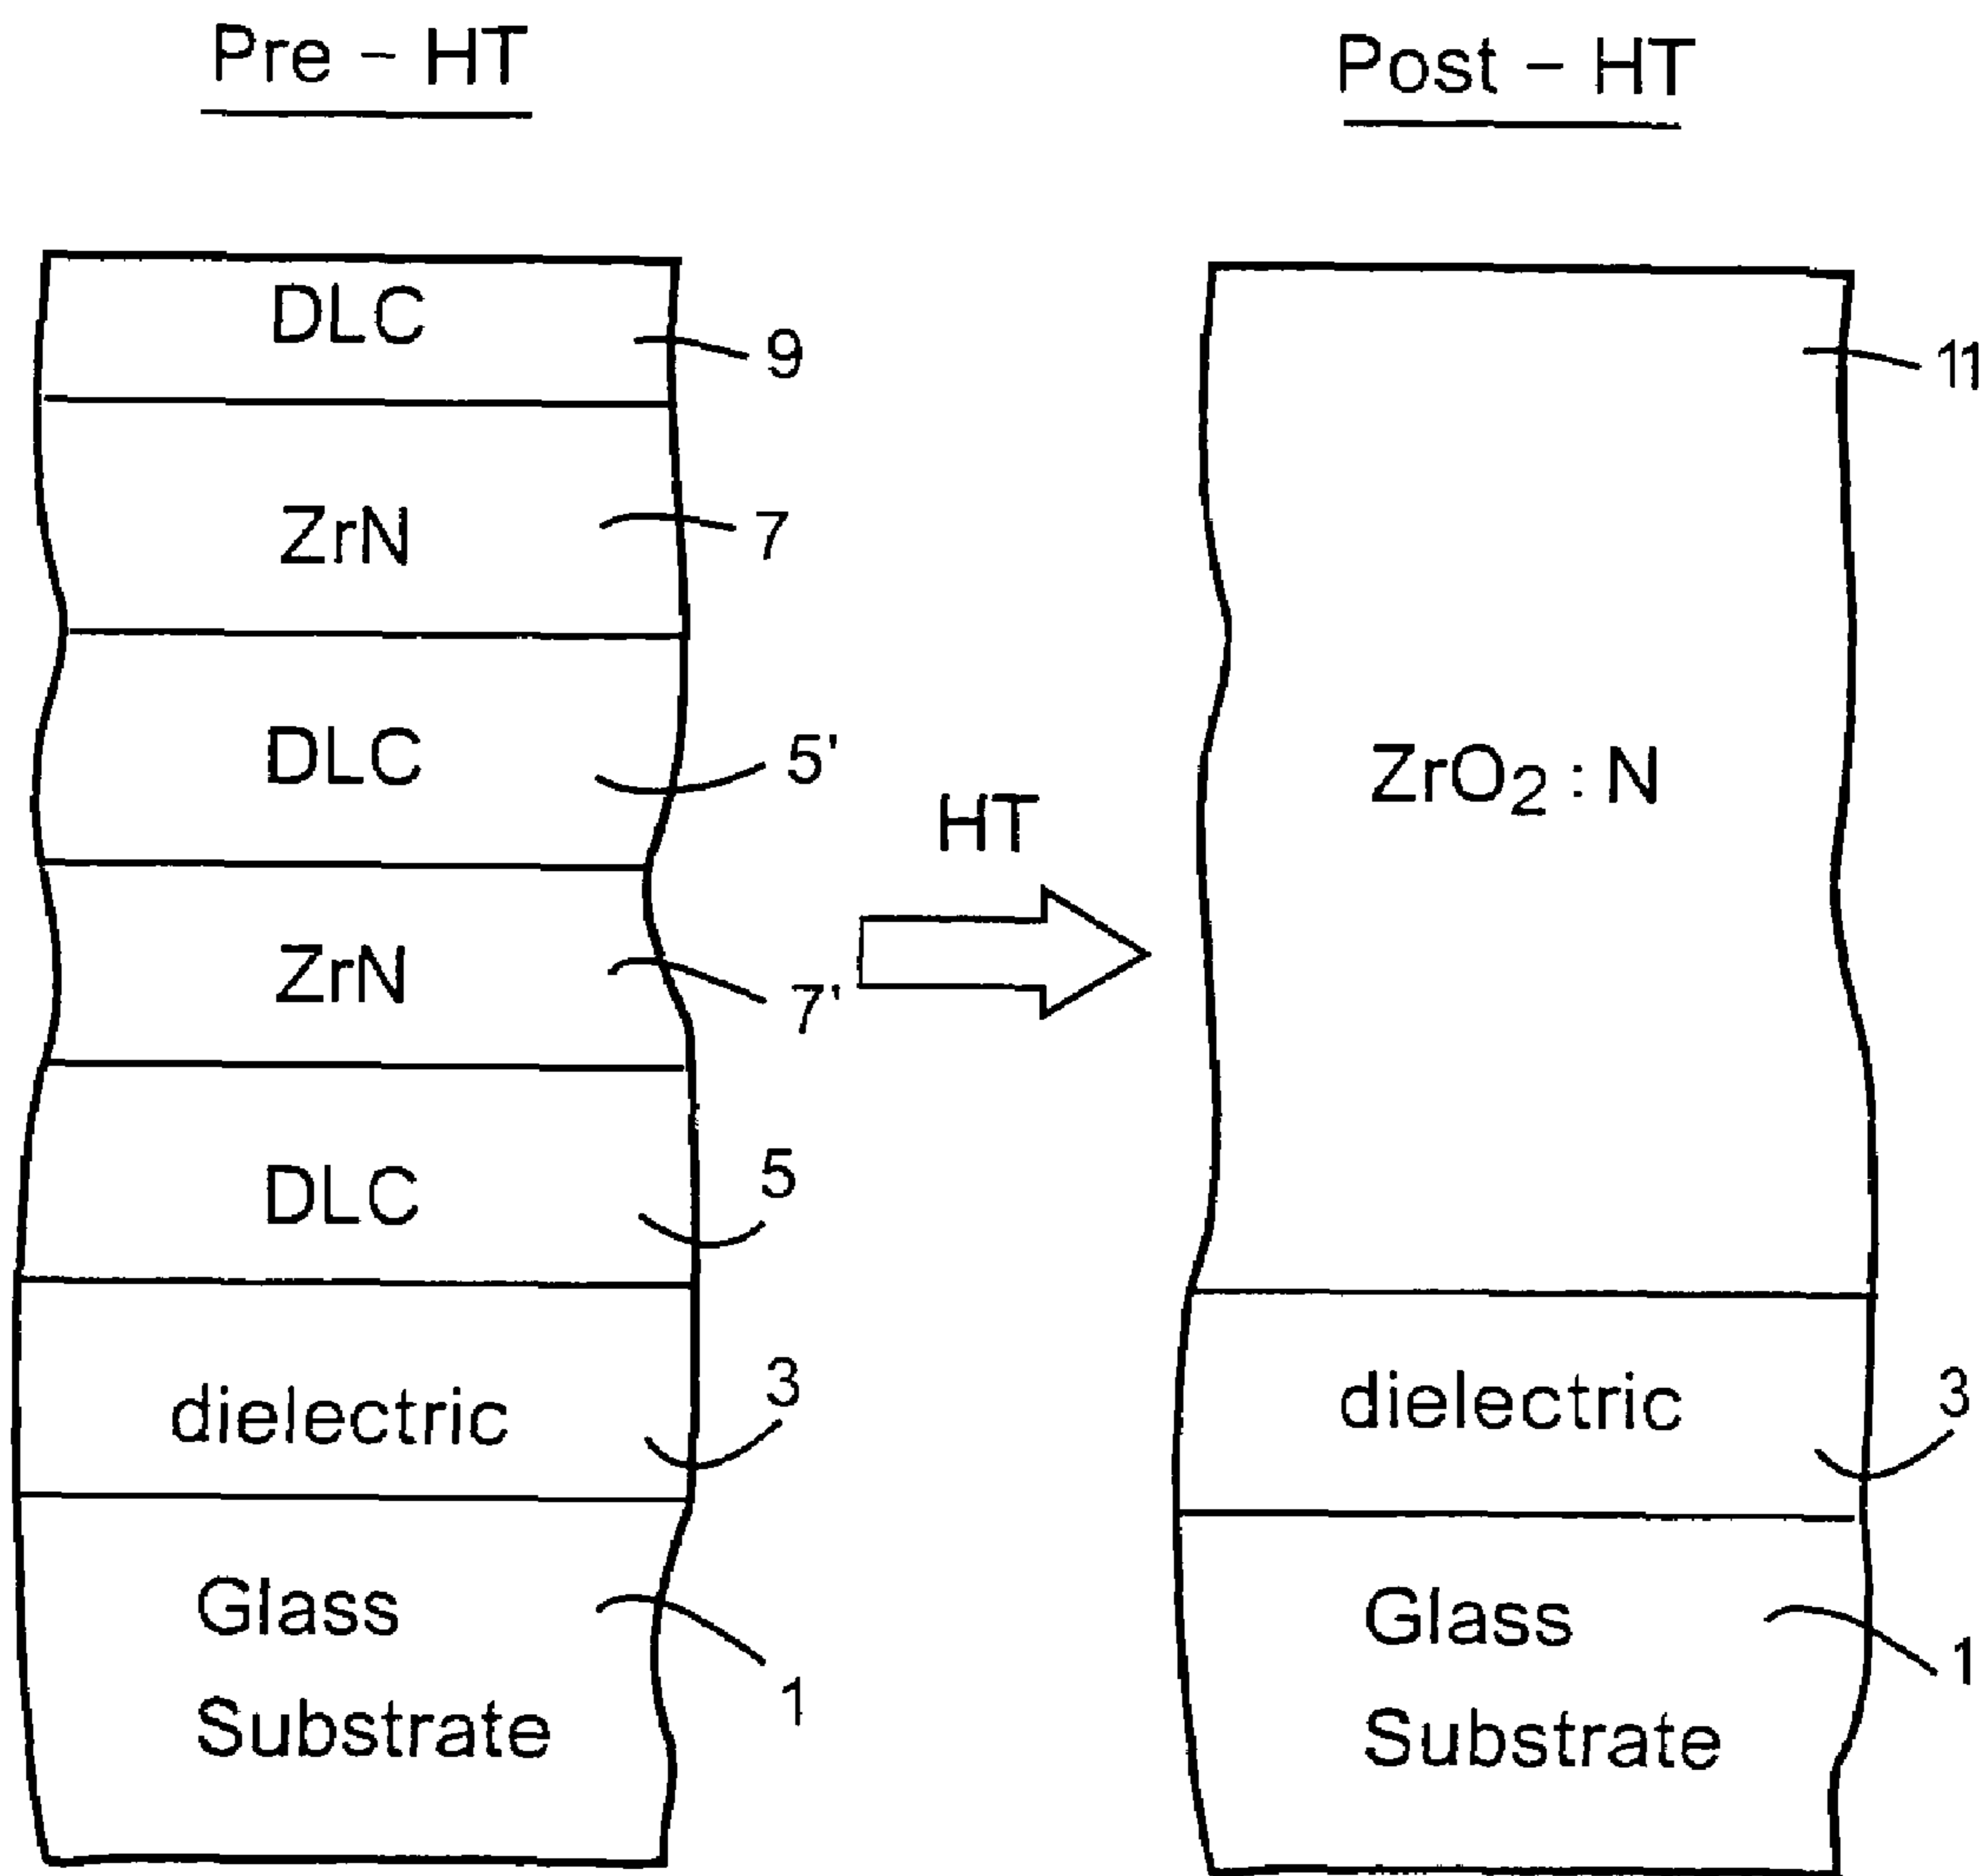 Pre – HT
DLC
9
ZrN
7
DLC
5'
ZrN
7'
DLC
5
dielectric
3
Glass
Substrate
1
HT
Post – HT
11
ZrO2 : N
dielectric
3
Glass
Substrate
1